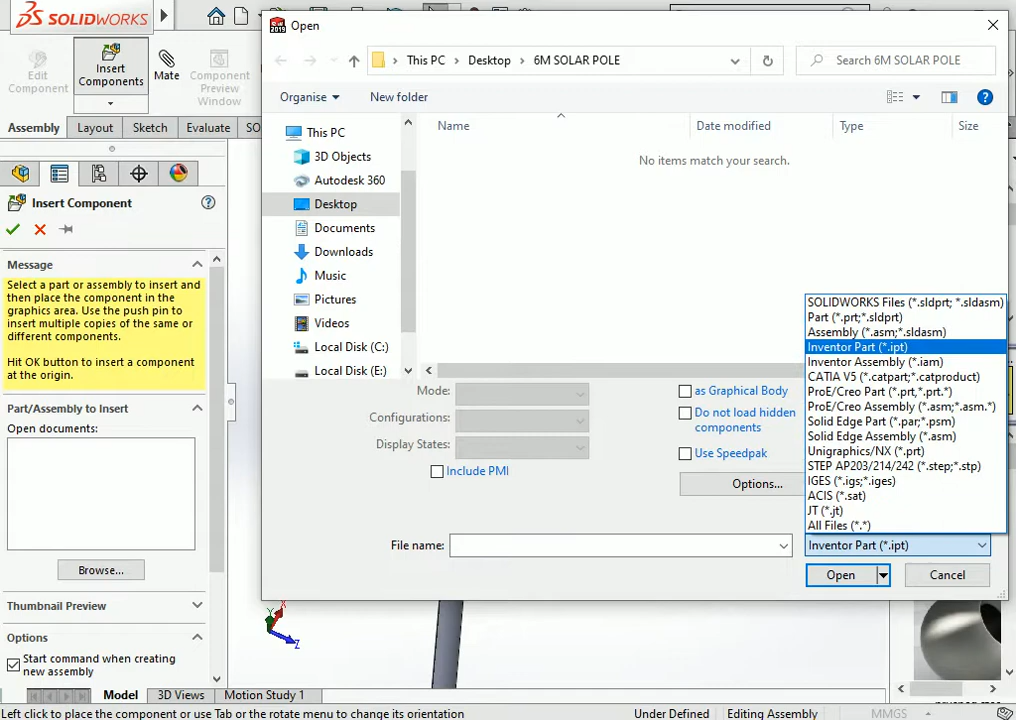 SOLIDWORKS
Open
2019
This PC
Desktop
6M SOLAR POLE
Search 6M SOLAR POLE
Edit
Component
Insert
Components
Mate
Component
Preview
Window
Organise
New folder
Assembly
Layout
Sketch
Evaluate
SO
Name
Date modified
Type
Size
No items match your search.
This PC
3D Objects
Autodesk 360
Desktop
Documents
Downloads
Music
Pictures
Videos
Local Disk (C:)
Local Disk (E:)
Insert Component
Message
Select a part or assembly to insert and
then place the component in the
graphics area. Use the push pin to
insert multiple copies of the same or
different components.
Hit OK button to insert a component
at the origin.
Part/Assembly to Insert
Open documents:
Browse...
Thumbnail Preview
Options
Start command when creating
new assembly
Mode:
Configurations:
Display States:
Include PMI
as Graphical Body
Do not load hidden
components
Use Speedpak
Options...
SOLIDWORKS Files (*.sldprt; *.sldasm)
Part (*.prt;*.sldprt)
Assembly (*.asm;*.sldasm)
Inventor Part (*.ipt)
Inventor Assembly (*.iam)
CATIA V5 (*.catpart;*.catproduct)
ProE/Creo Part (*.prt,*.prt.*)
ProE/Creo Assembly (*.asm;*.asm.*)
Solid Edge Part (*.par;*.psm)
Solid Edge Assembly (*.asm)
Unigraphics/NX (*.prt)
STEP AP203/214/242 (*.step;*.stp)
IGES (*.igs;*.iges)
ACIS (*.sat)
JT (*.jt)
All Files (*.*)
File name:
Inventor Part (*.ipt)
Open
Cancel
Y
X
Z
Model
3D Views
Motion Study 1
Left click to place the component or use Tab or the rotate menu to change its orientation
Under Defined
Editing Assembly
MMGS